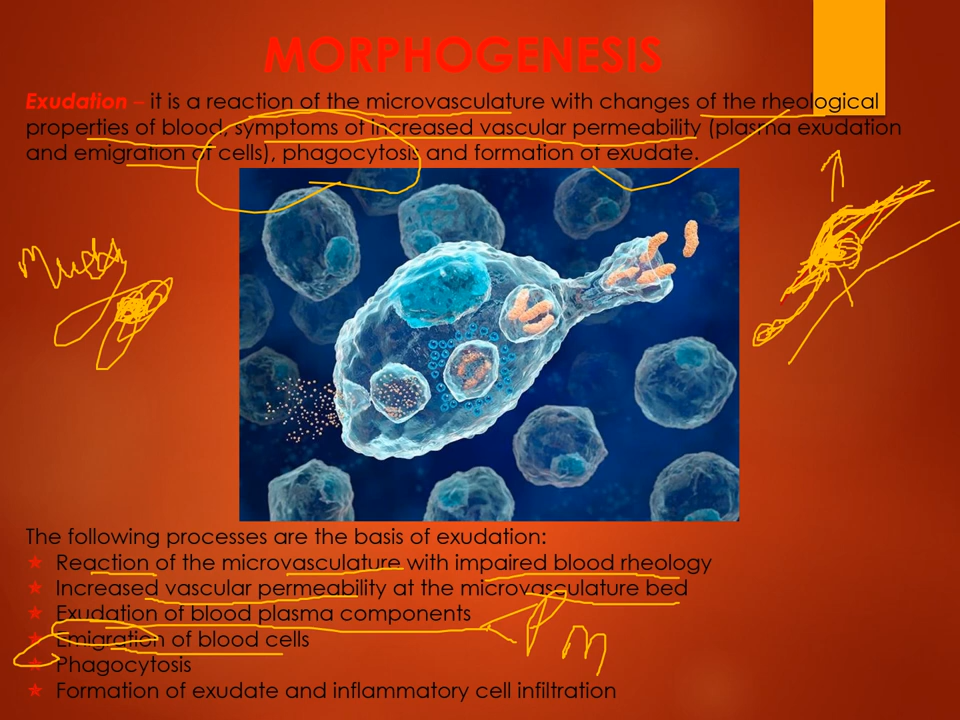 MORPHOGENESIS
Exudation – it is a reaction of the microvasculature with changes of the rheological
properties of blood, symptoms of increased vascular permeability (plasma exudation
and emigration of cells), phagocytosis and formation of exudate.
The following processes are the basis of exudation:
Reaction of the microvasculature with impaired blood rheology
Increased vascular permeability at the microvasculature bed
Exudation of blood plasma components
Emigration of blood cells
Phagocytosis
Formation of exudate and inflammatory cell infiltration